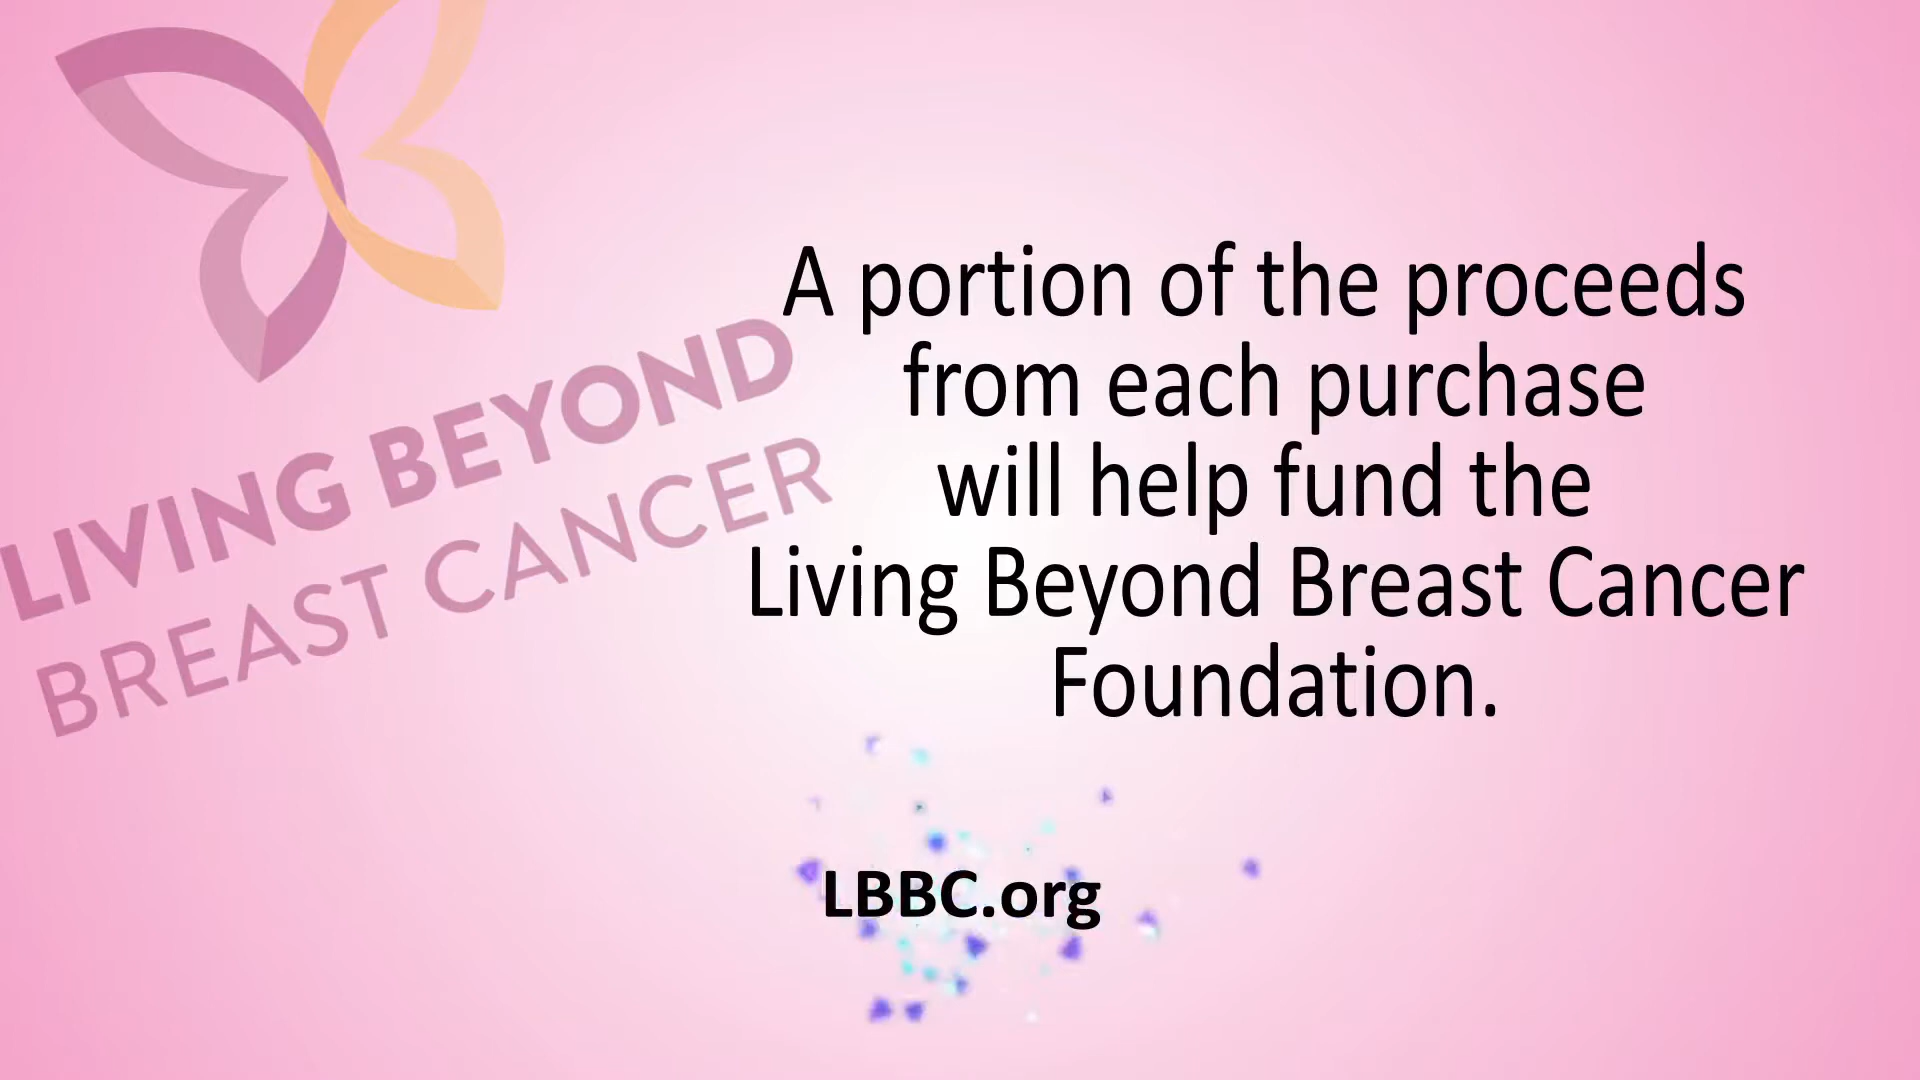 LIVING BEYOND
BREAST CANCER
A portion of the proceeds
from each purchase
will help fund the
Living Beyond Breast Cancer
Foundation.
LBBC.org